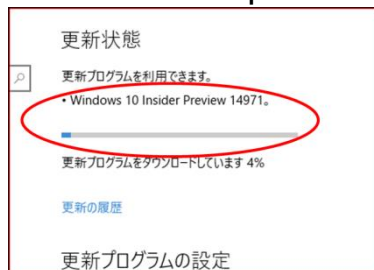 更新状態
更新プログラムを利用できます。
• Windows 10 Insider Preview 14971。
更新プログラムをダウンロードしています 4%
更新の履歴
更新プログラムの設定